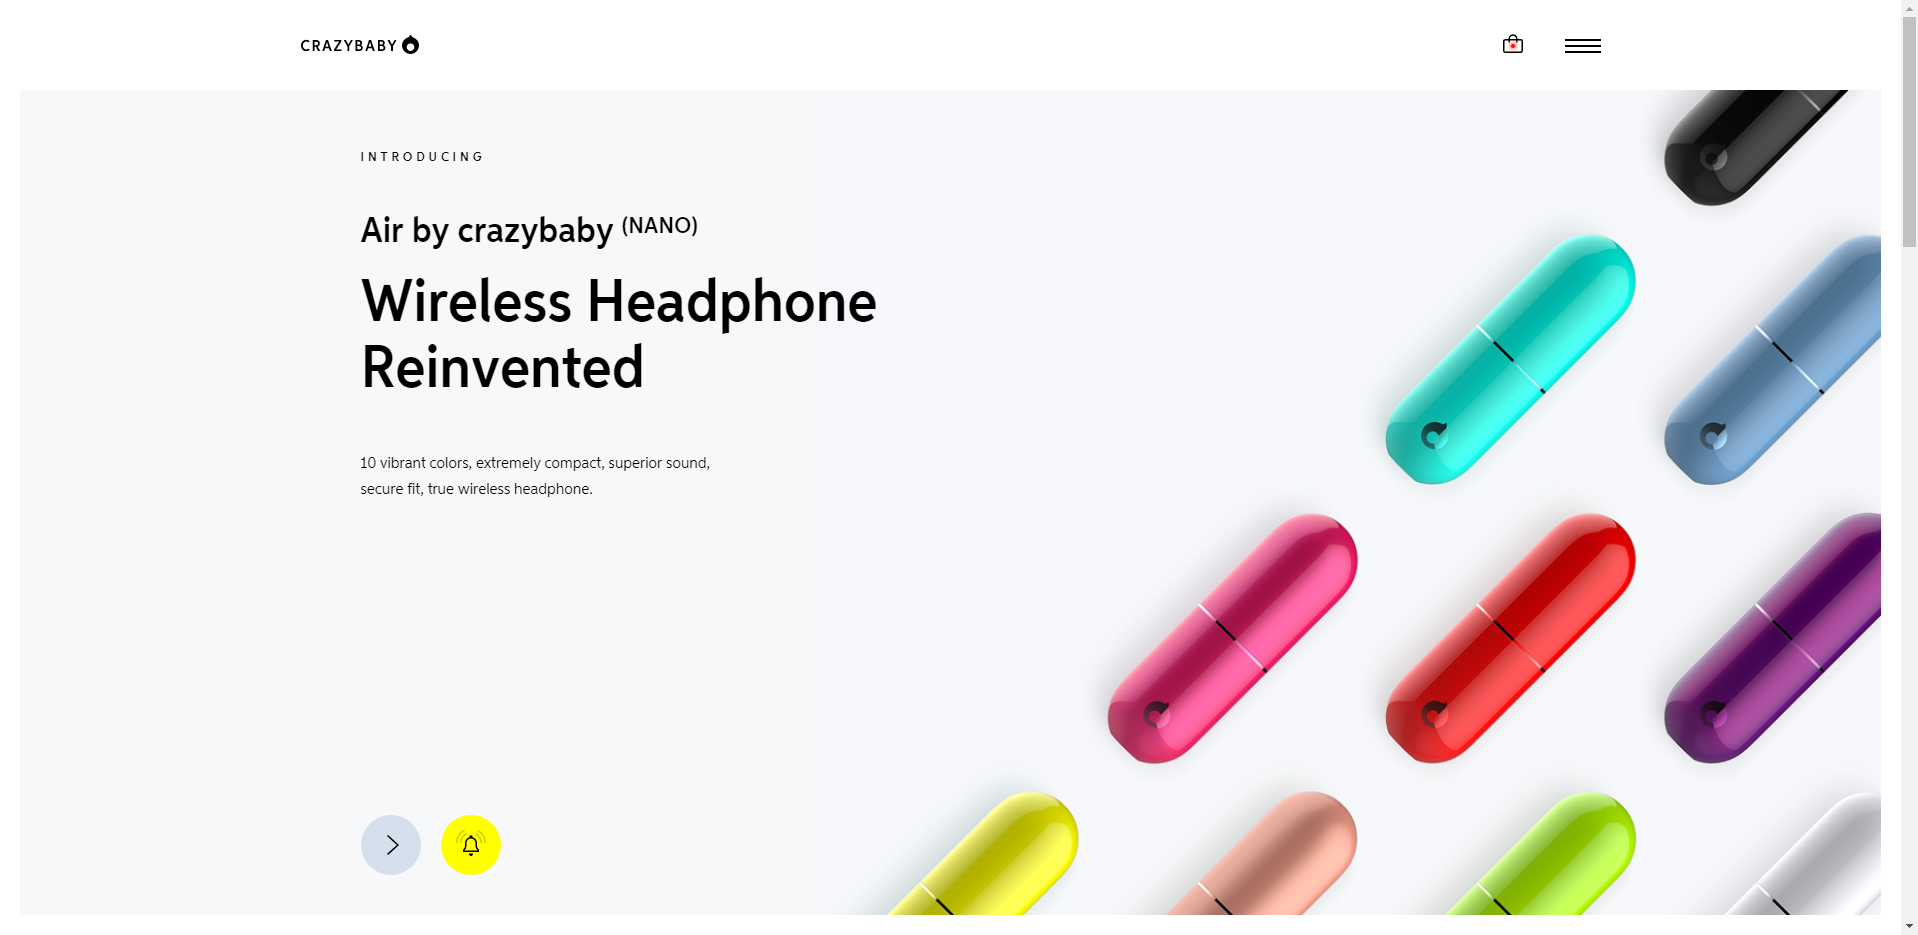 CRAZYBABY
INTRODUCING
Air by crazybaby (NANO)
Wireless Headphone
Reinvented
10 vibrant colors, extremely compact, superior sound,
secure fit, true wireless headphone.